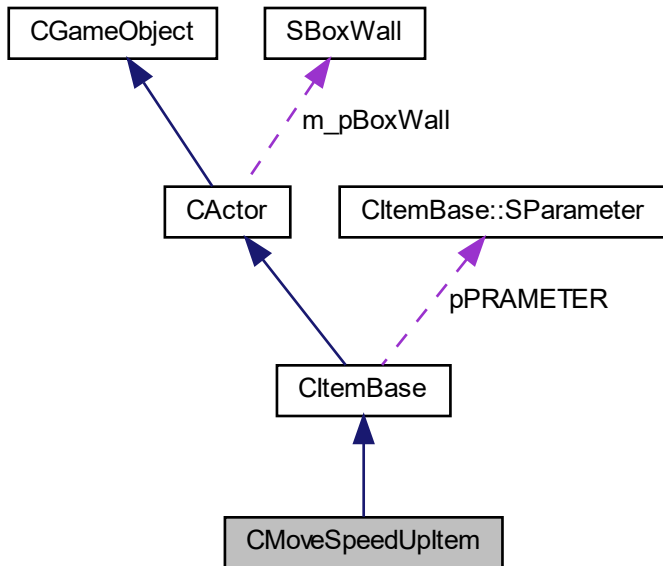 CGameObject
SBoxWall
m_pBoxWall
CActor
CItemBase::SParameter
pPRAMETER
CItemBase
CMoveSpeedUpItem